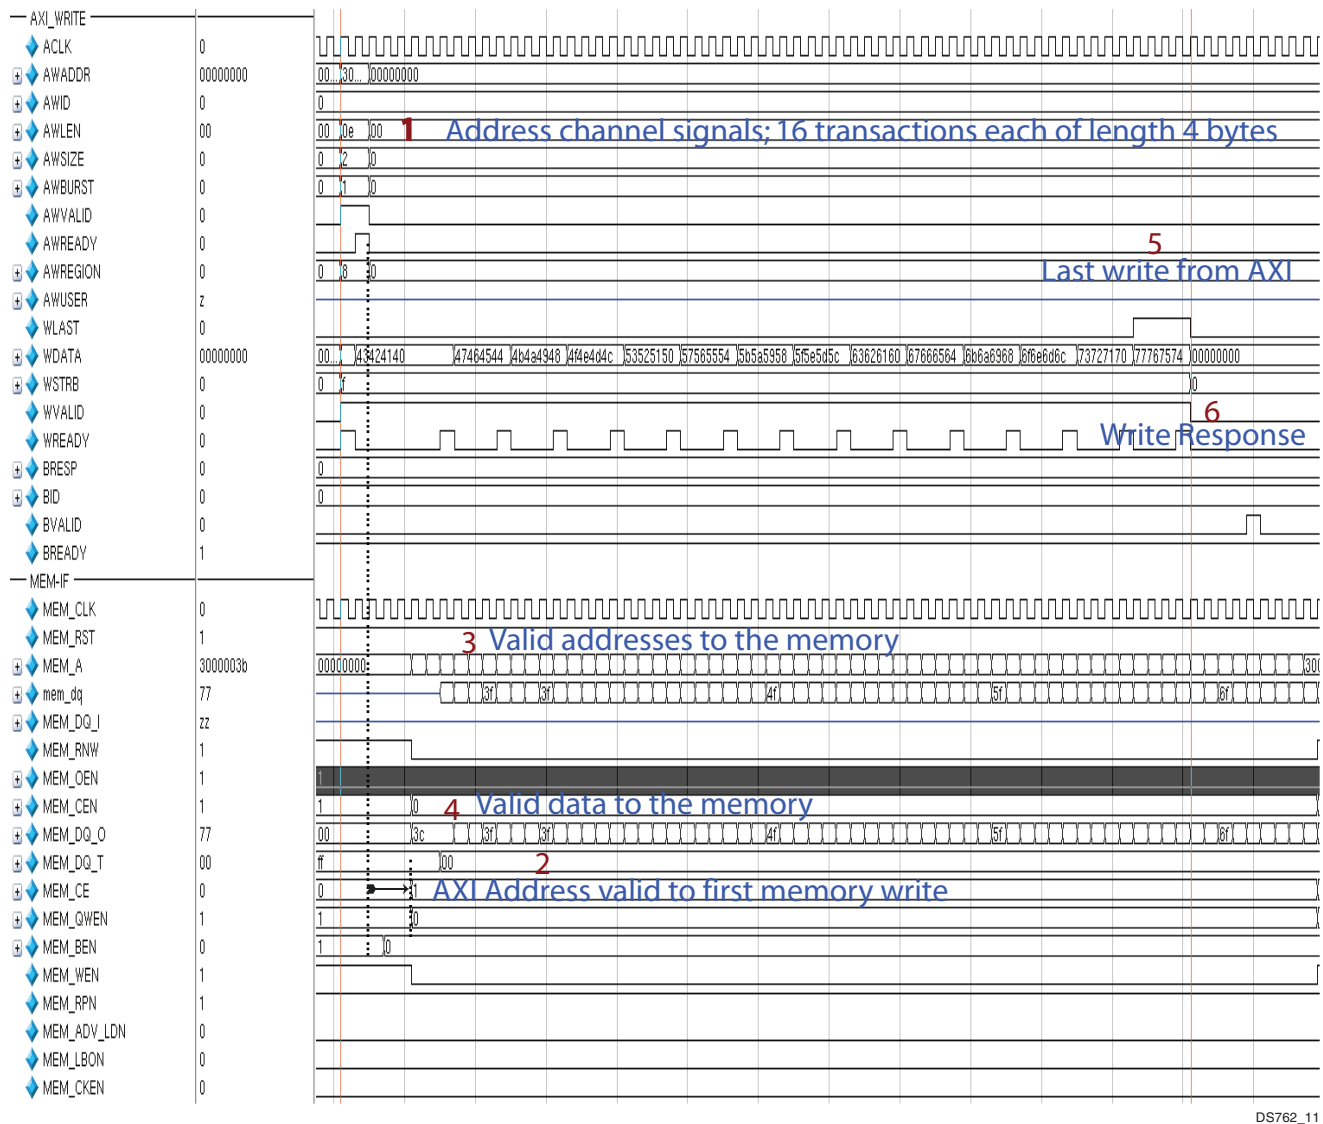 AXI_WRITE
ACLK 0
AWADDR 00000000 00... 30... 00000000
AWID 0 0
AWLEN 00 00 0e 00 1 Address channel signals; 16 transactions each of length 4 bytes
AWSIZE 0 0 2 0
AWBURST 0 0 1 0
AWVALID 0
AWREADY 0 5
AWREGION 0 0 8 0 Last write from AXI
AWUSER z
WLAST 0
WDATA 00000000 00... 43424140 47464544 4b4a4948 4f4e4d4c 53525150 57565554 5b5a5958 5f5e5d5c 63626160 67666564 6b6a6968 6f6e6d6c 73727170 77767574 00000000
WSTRB 0 0 f 0
WVALID 0 6
WREADY 0 Write Response
BRESP 0 0
BID 0 0
BVALID 0
BREADY 1
MEM-IF
MEM_CLK 0
MEM_RST 1 3 Valid addresses to the memory
MEM_A 3000003b 00000000 300
mem_dq 77 3f 3f 4f 5f 6f
MEM_DQ_I zz
MEM_RNW 1
MEM_OEN 1 1
MEM_CEN 1 1 0 4 Valid data to the memory
MEM_DQ_O 77 00 3c 3f 3f 4f 5f 6f
MEM_DQ_T 00 ff 00 2
MEM_CE 0 0 1 AXI Address valid to first memory write
MEM_QWEN 1 1 0
MEM_BEN 0 1 0
MEM_WEN 1
MEM_RPN 1
MEM_ADV_LDN 0
MEM_LBON 0
MEM_CKEN 0
DS762_11